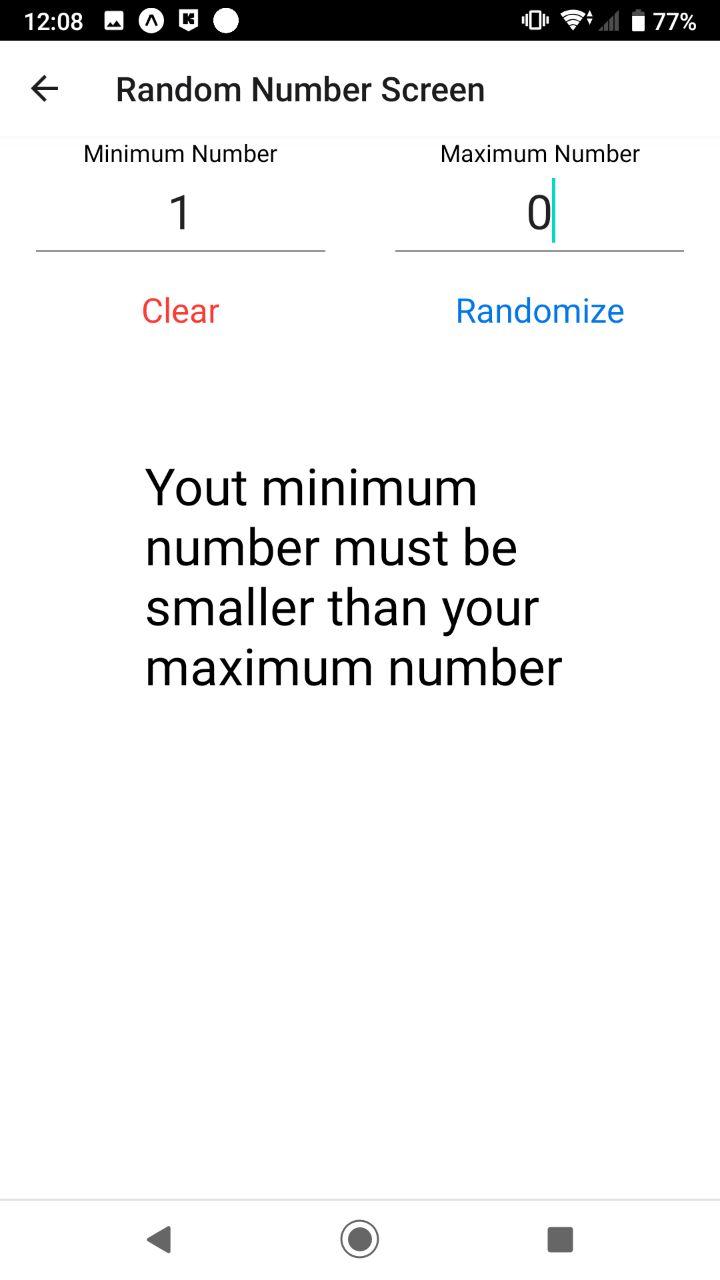 12:08
77%
Random Number Screen
Minimum Number
Maximum Number
1
0
Clear
Randomize
Yout minimum
number must be
smaller than your
maximum number